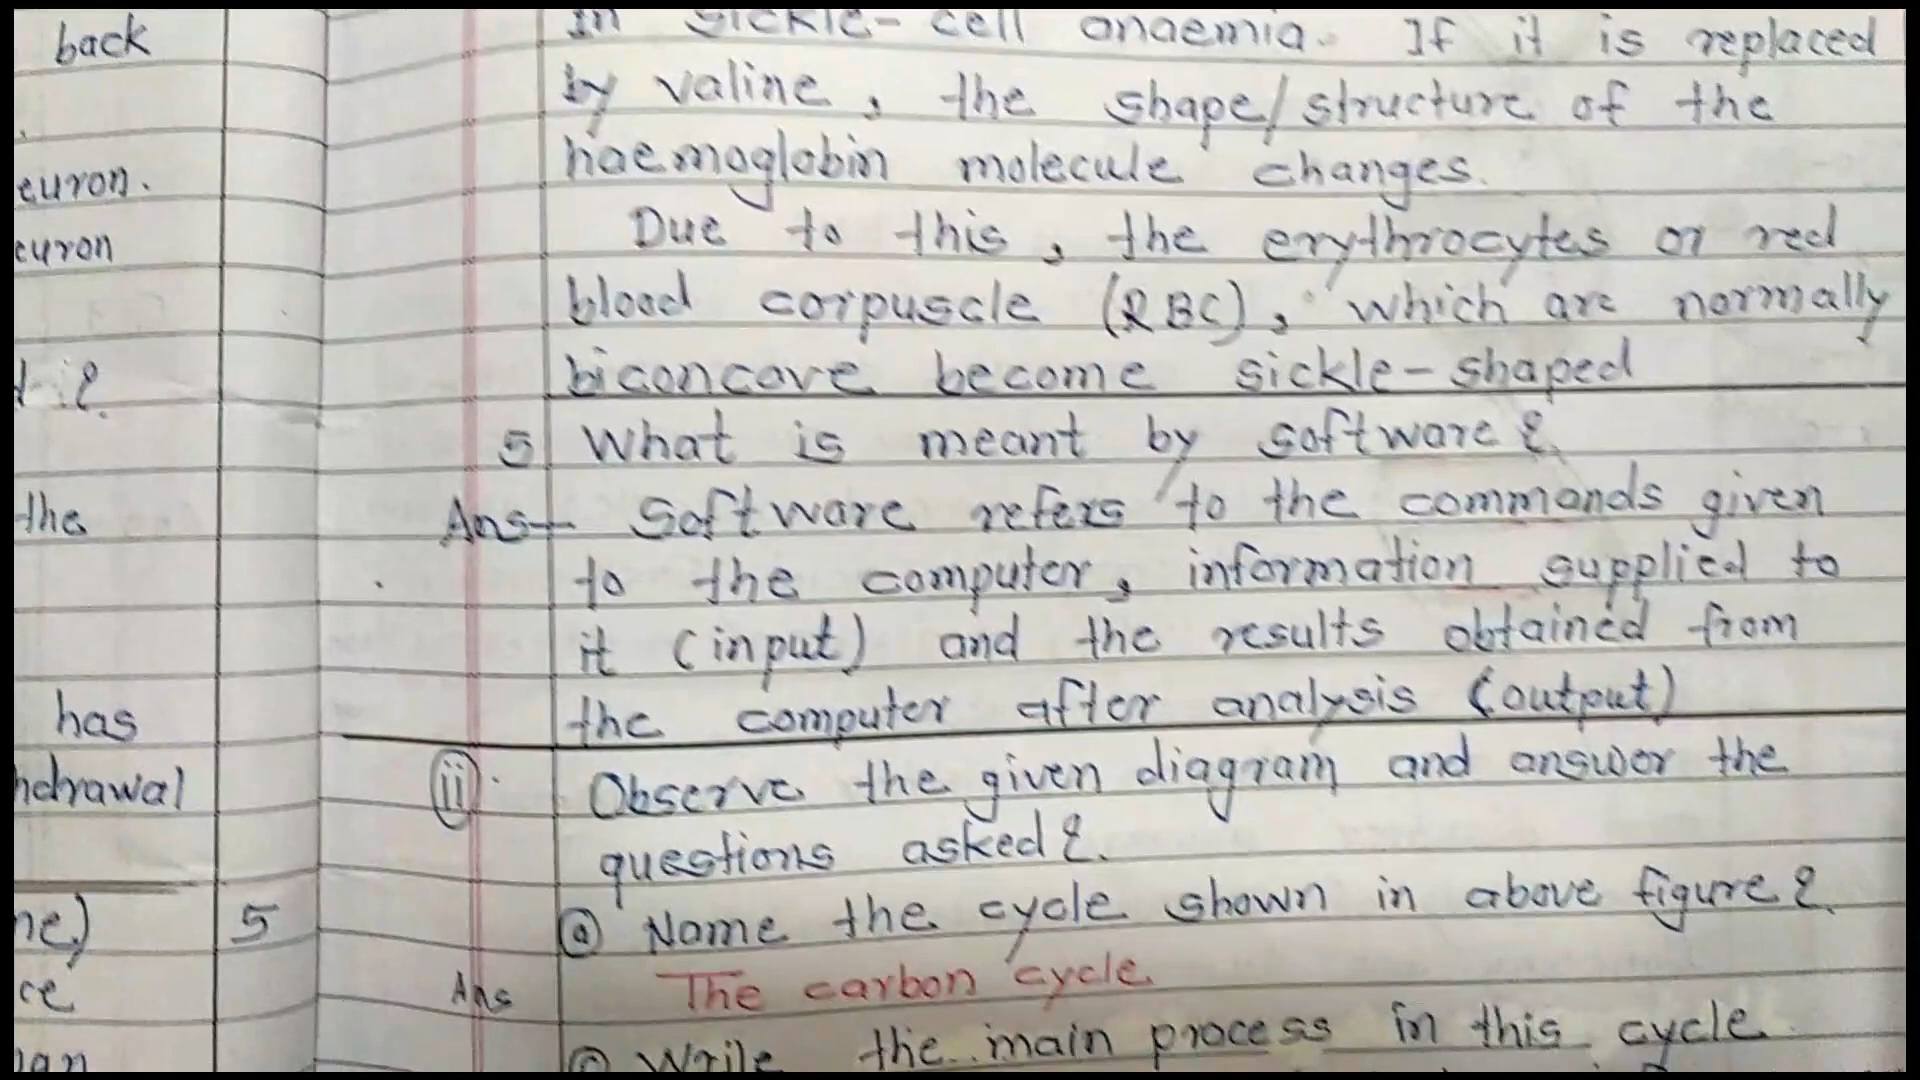 back
euron.
euron
the
has
hdrawal
ne)
5
ce
in sickle-cell anaemia. If it is replaced
by valine, the shape/structure of the
haemoglobin molecule changes.
Due to this, the erythrocytes or red
blood corpuscle (RBC), which are normally
biconcave become sickle-shaped
5 What is meant by software?
Ans- Software refers to the commands given
to the computer, information supplied to
it (input) and the results obtained from
the computer after analysis (output)
(ii). Observe the given diagram and answer the
questions asked?
(a) Name the cycle shown in above figure?
Ans The carbon cycle.
Write the main process in this cycle.